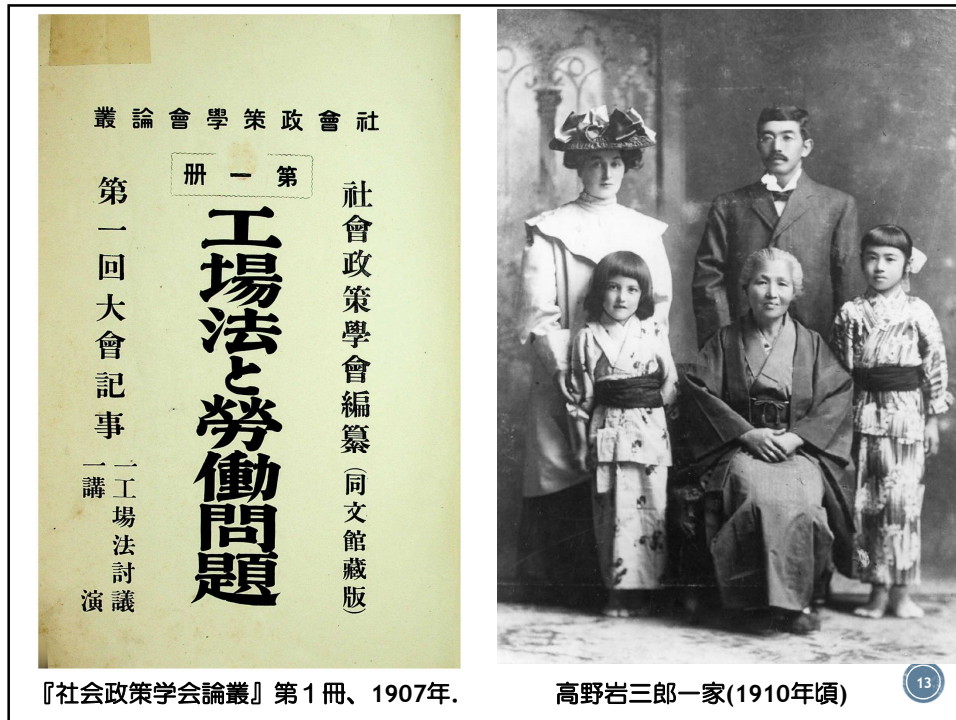 社會政策學會論叢
第一册
社會政策學會編纂（同文館藏版）
工場法と勞働問題
第一回大會記事
一工場法討議
一講　　　演
『社会政策学会論叢』第１冊、1907年.
高野岩三郎一家(1910年頃)
13